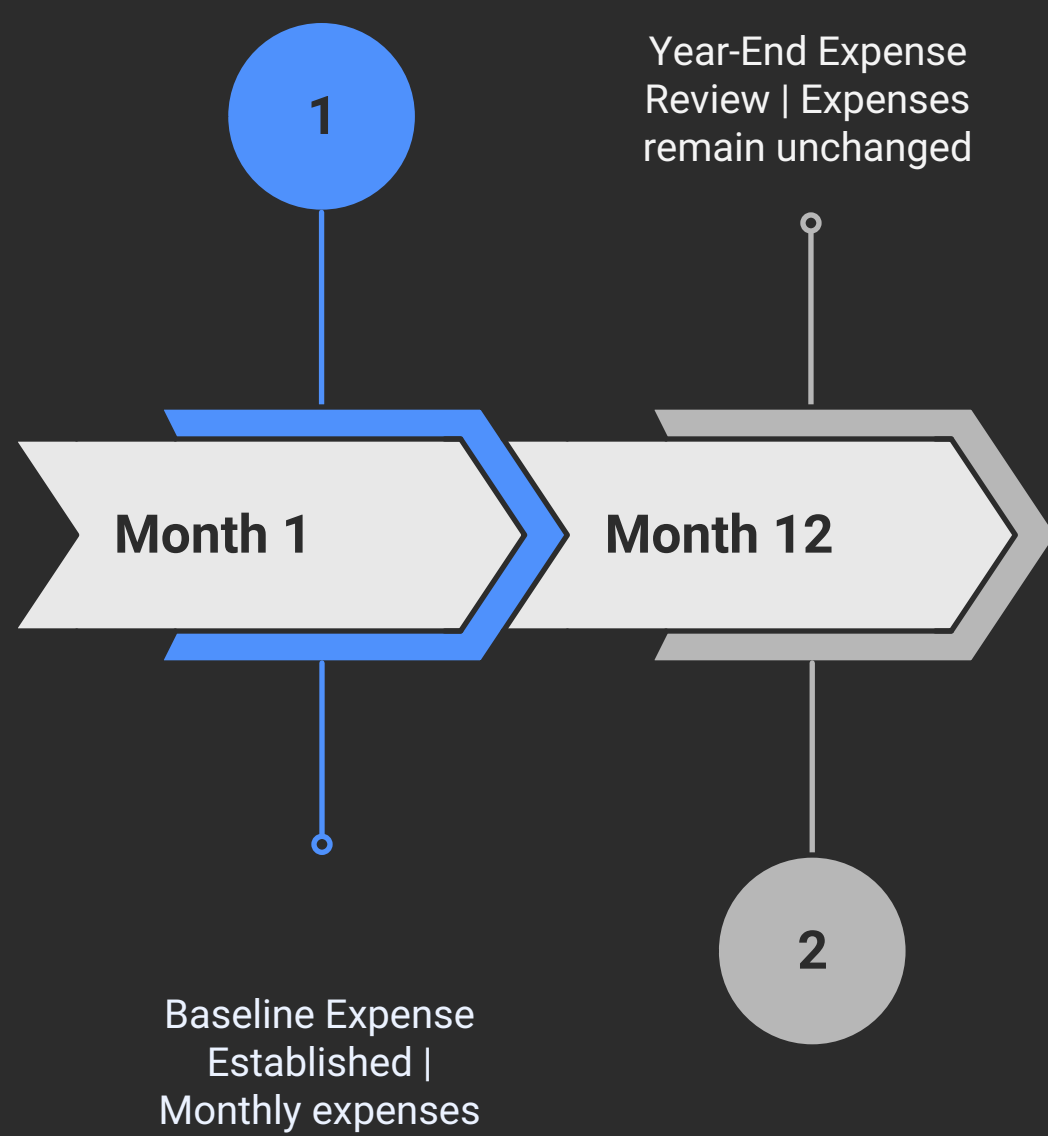 1
Year-End Expense
Review | Expenses
remain unchanged
Month 1
Month 12
2
Baseline Expense
Established |
Monthly expenses